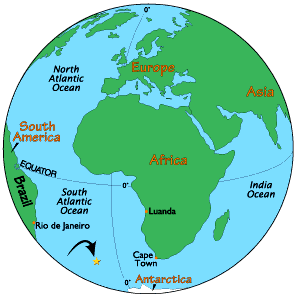 0°
North
Atlantic
Ocean
Europe
Asia
South
America
Africa
EQUATOR
0°
Brazil
South
Atlantic
Ocean
India
Ocean
Luanda
Rio de Janeiro
Cape
Town
0°
Antarctica